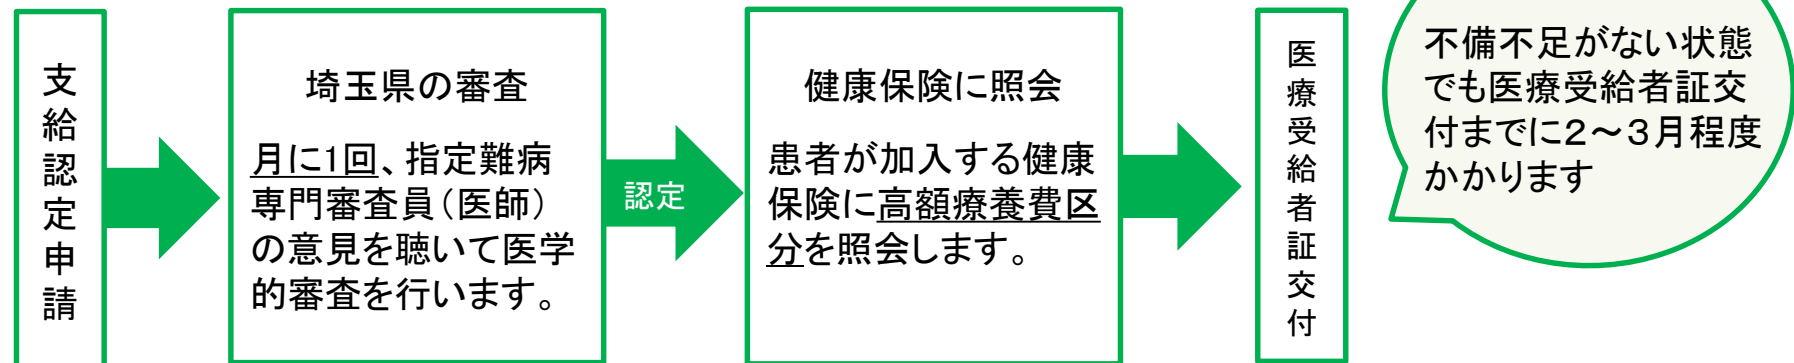 支給認定申請
埼玉県の審査
月に1回、指定難病
専門審査員(医師)
の意見を聴いて医学
的審査を行います。
認定
健康保険に照会
患者が加入する健康
保険に高額療養費区
分を照会します。
医療受給者証交付
不備不足がない状態
でも医療受給者証交
付までに2~3月程度
かかります